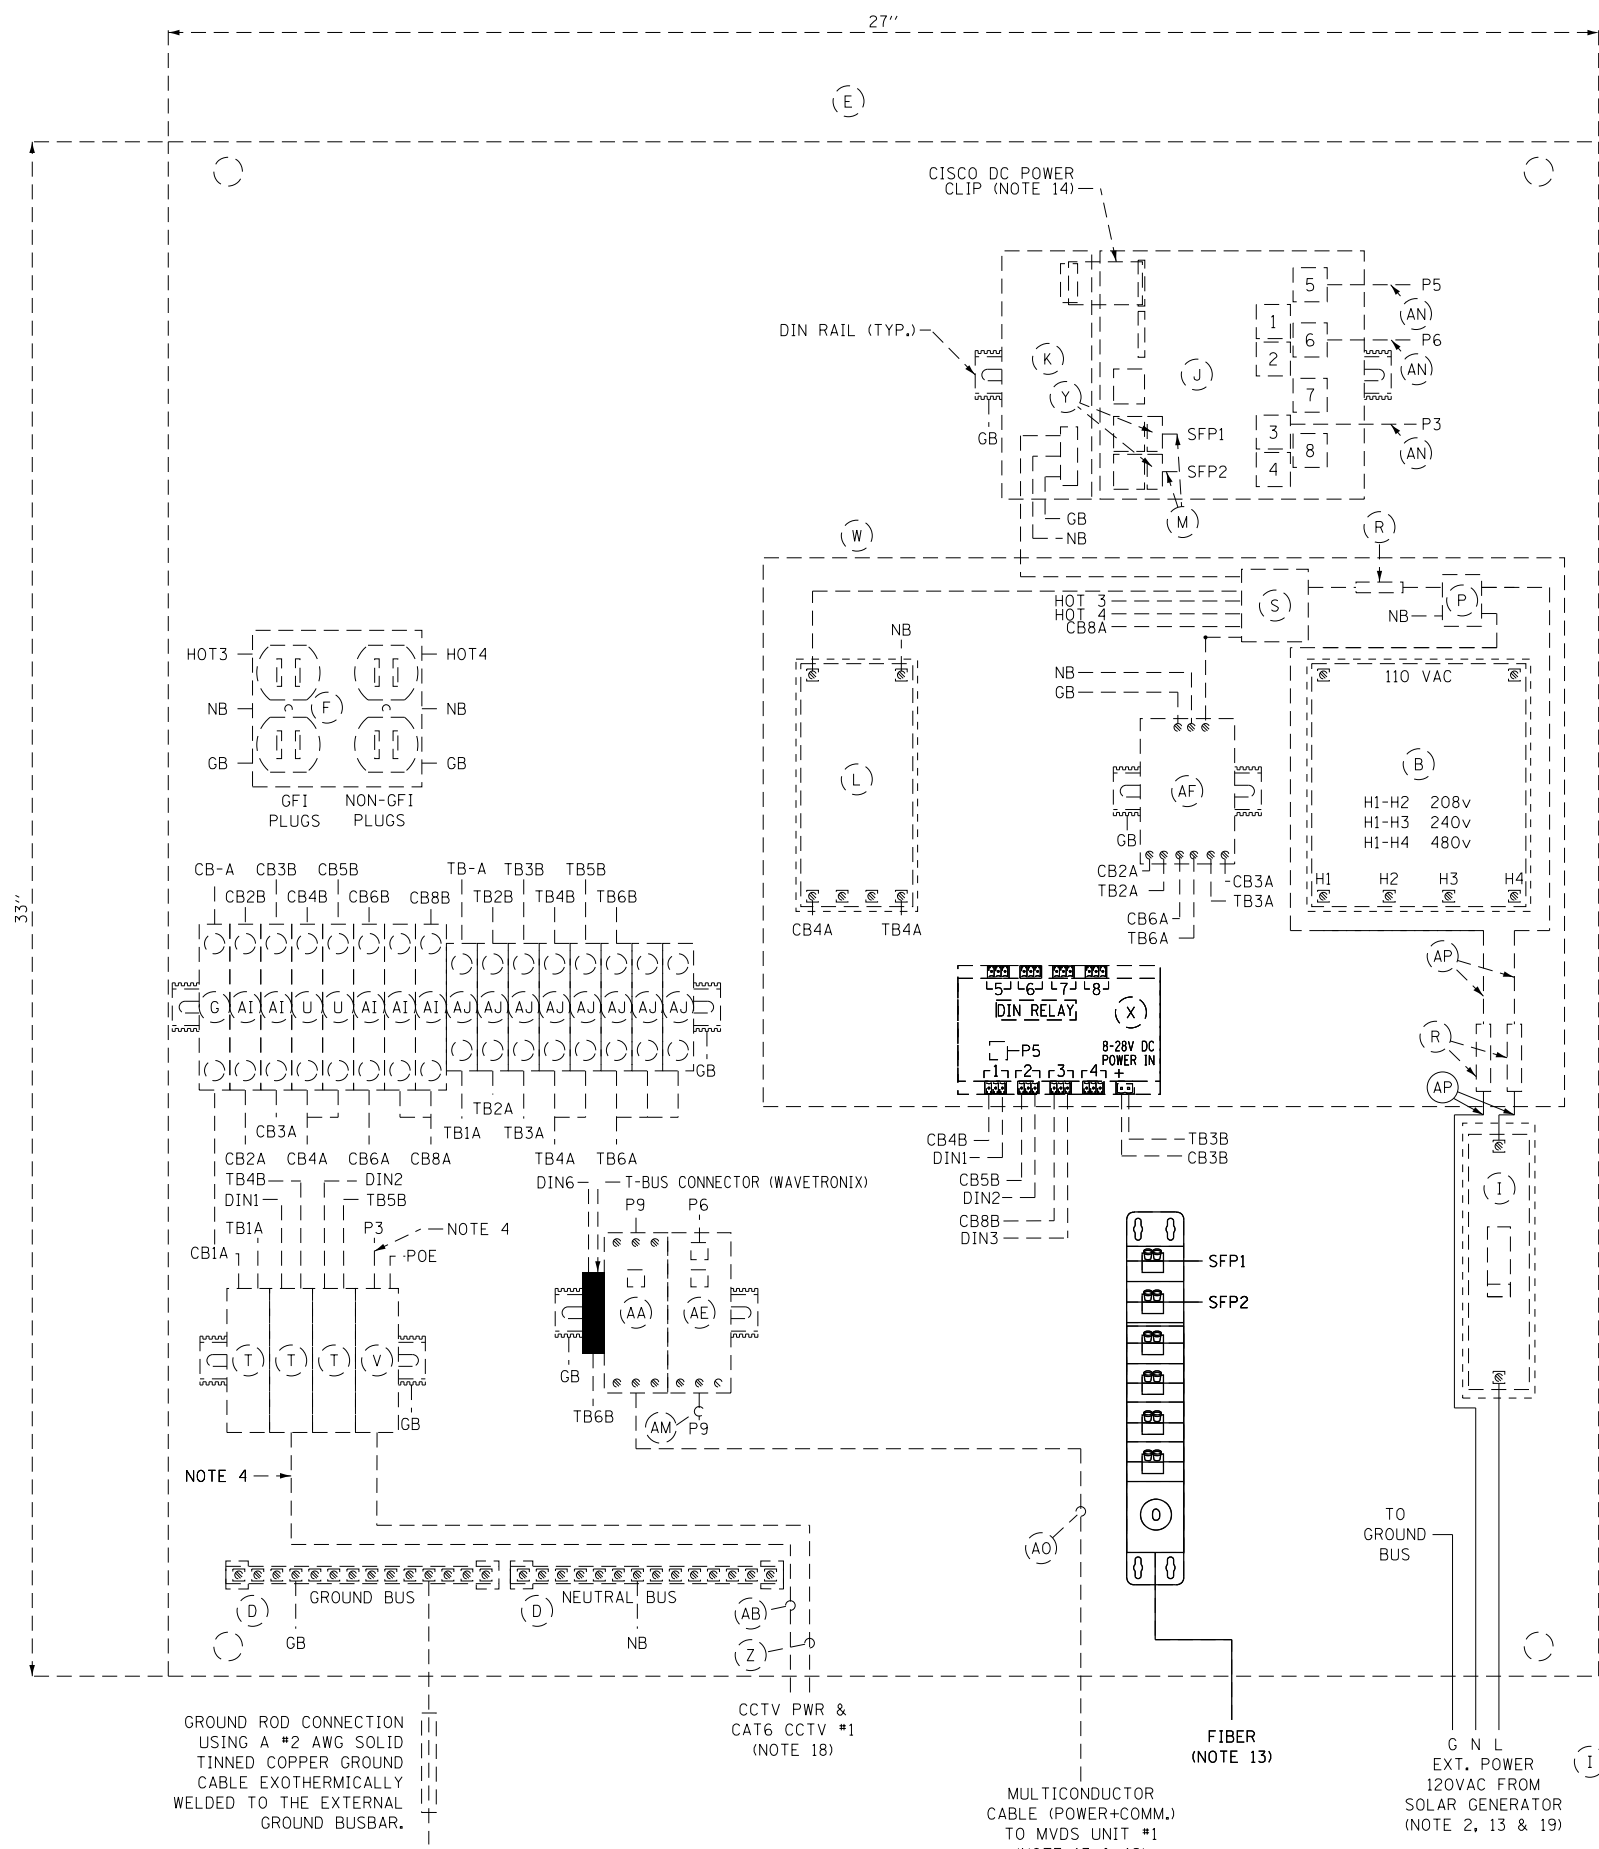 27"
E
CISCO DC POWER
CLIP (NOTE 14)
5
P5
AN
1
6
P6
DIN RAIL (TYP.)
K
2
AN
J
Y
7
GB
SFP1
3
P3
8
AN
SFP2
4
GB
M
NB
W
R
HOT 3
HOT 4
CB8A
S
P
NB
NB
HOT3
HOT4
NB
GB
110 VAC
NB
F
NB
GB
GB
L
AF
B
GFI
PLUGS
NON-GFI
PLUGS
H1-H2 208v
H1-H3 240v
H1-H4 480v
GB
33"
CB-A
CB3B
CB5B
TB-A
TB3B
TB5B
CB2B
CB4B
CB6B
CB8B
TB2B
TB4B
TB6B
CB2A
TB2A
CB3A
TB3A
H1
H2
H3
H4
CB4A
TB4A
CB6A
TB6A
AP
5
6
7
8
G
AI
AI
U
U
AI
AI
AI
AJ
AJ
AJ
AJ
AJ
AJ
AJ
AJ
DIN RELAY
X
P5
8-28V DC
POWER IN
R
GB
1
2
3
4
+
AP
CB3A
TB1A
TB2A
TB3A
CB2A
CB4A
CB6A
CB8A
TB4A
TB6A
CB4B
DIN1
TB3B
CB3B
CB5B
DIN2
CB8B
DIN3
TB4B
DIN2
DIN1
TB5B
DIN6
T-BUS CONNECTOR (WAVETRONIX)
TB1A
P3
NOTE 4
P9
P6
CB1A
POE
I
SFP1
SFP2
AA
AE
T
T
T
V
GB
GB
TB6B
AM
P9
NOTE 4
O
AO
TO
GROUND
BUS
D
GROUND BUS
D
NEUTRAL BUS
AB
GB
NB
Z
GROUND ROD CONNECTION
USING A #2 AWG SOLID
TINNED COPPER GROUND
CABLE EXOTHERMICALLY
WELDED TO THE EXTERNAL
GROUND BUSBAR.
CCTV PWR &
CAT6 CCTV #1
(NOTE 18)
FIBER
(NOTE 13)
MULTICONDUCTOR
CABLE (POWER+COMM.)
TO MVDS UNIT #1
G N L
EXT. POWER
120VAC FROM
SOLAR GENERATOR
(NOTE 2, 13 & 19)
I